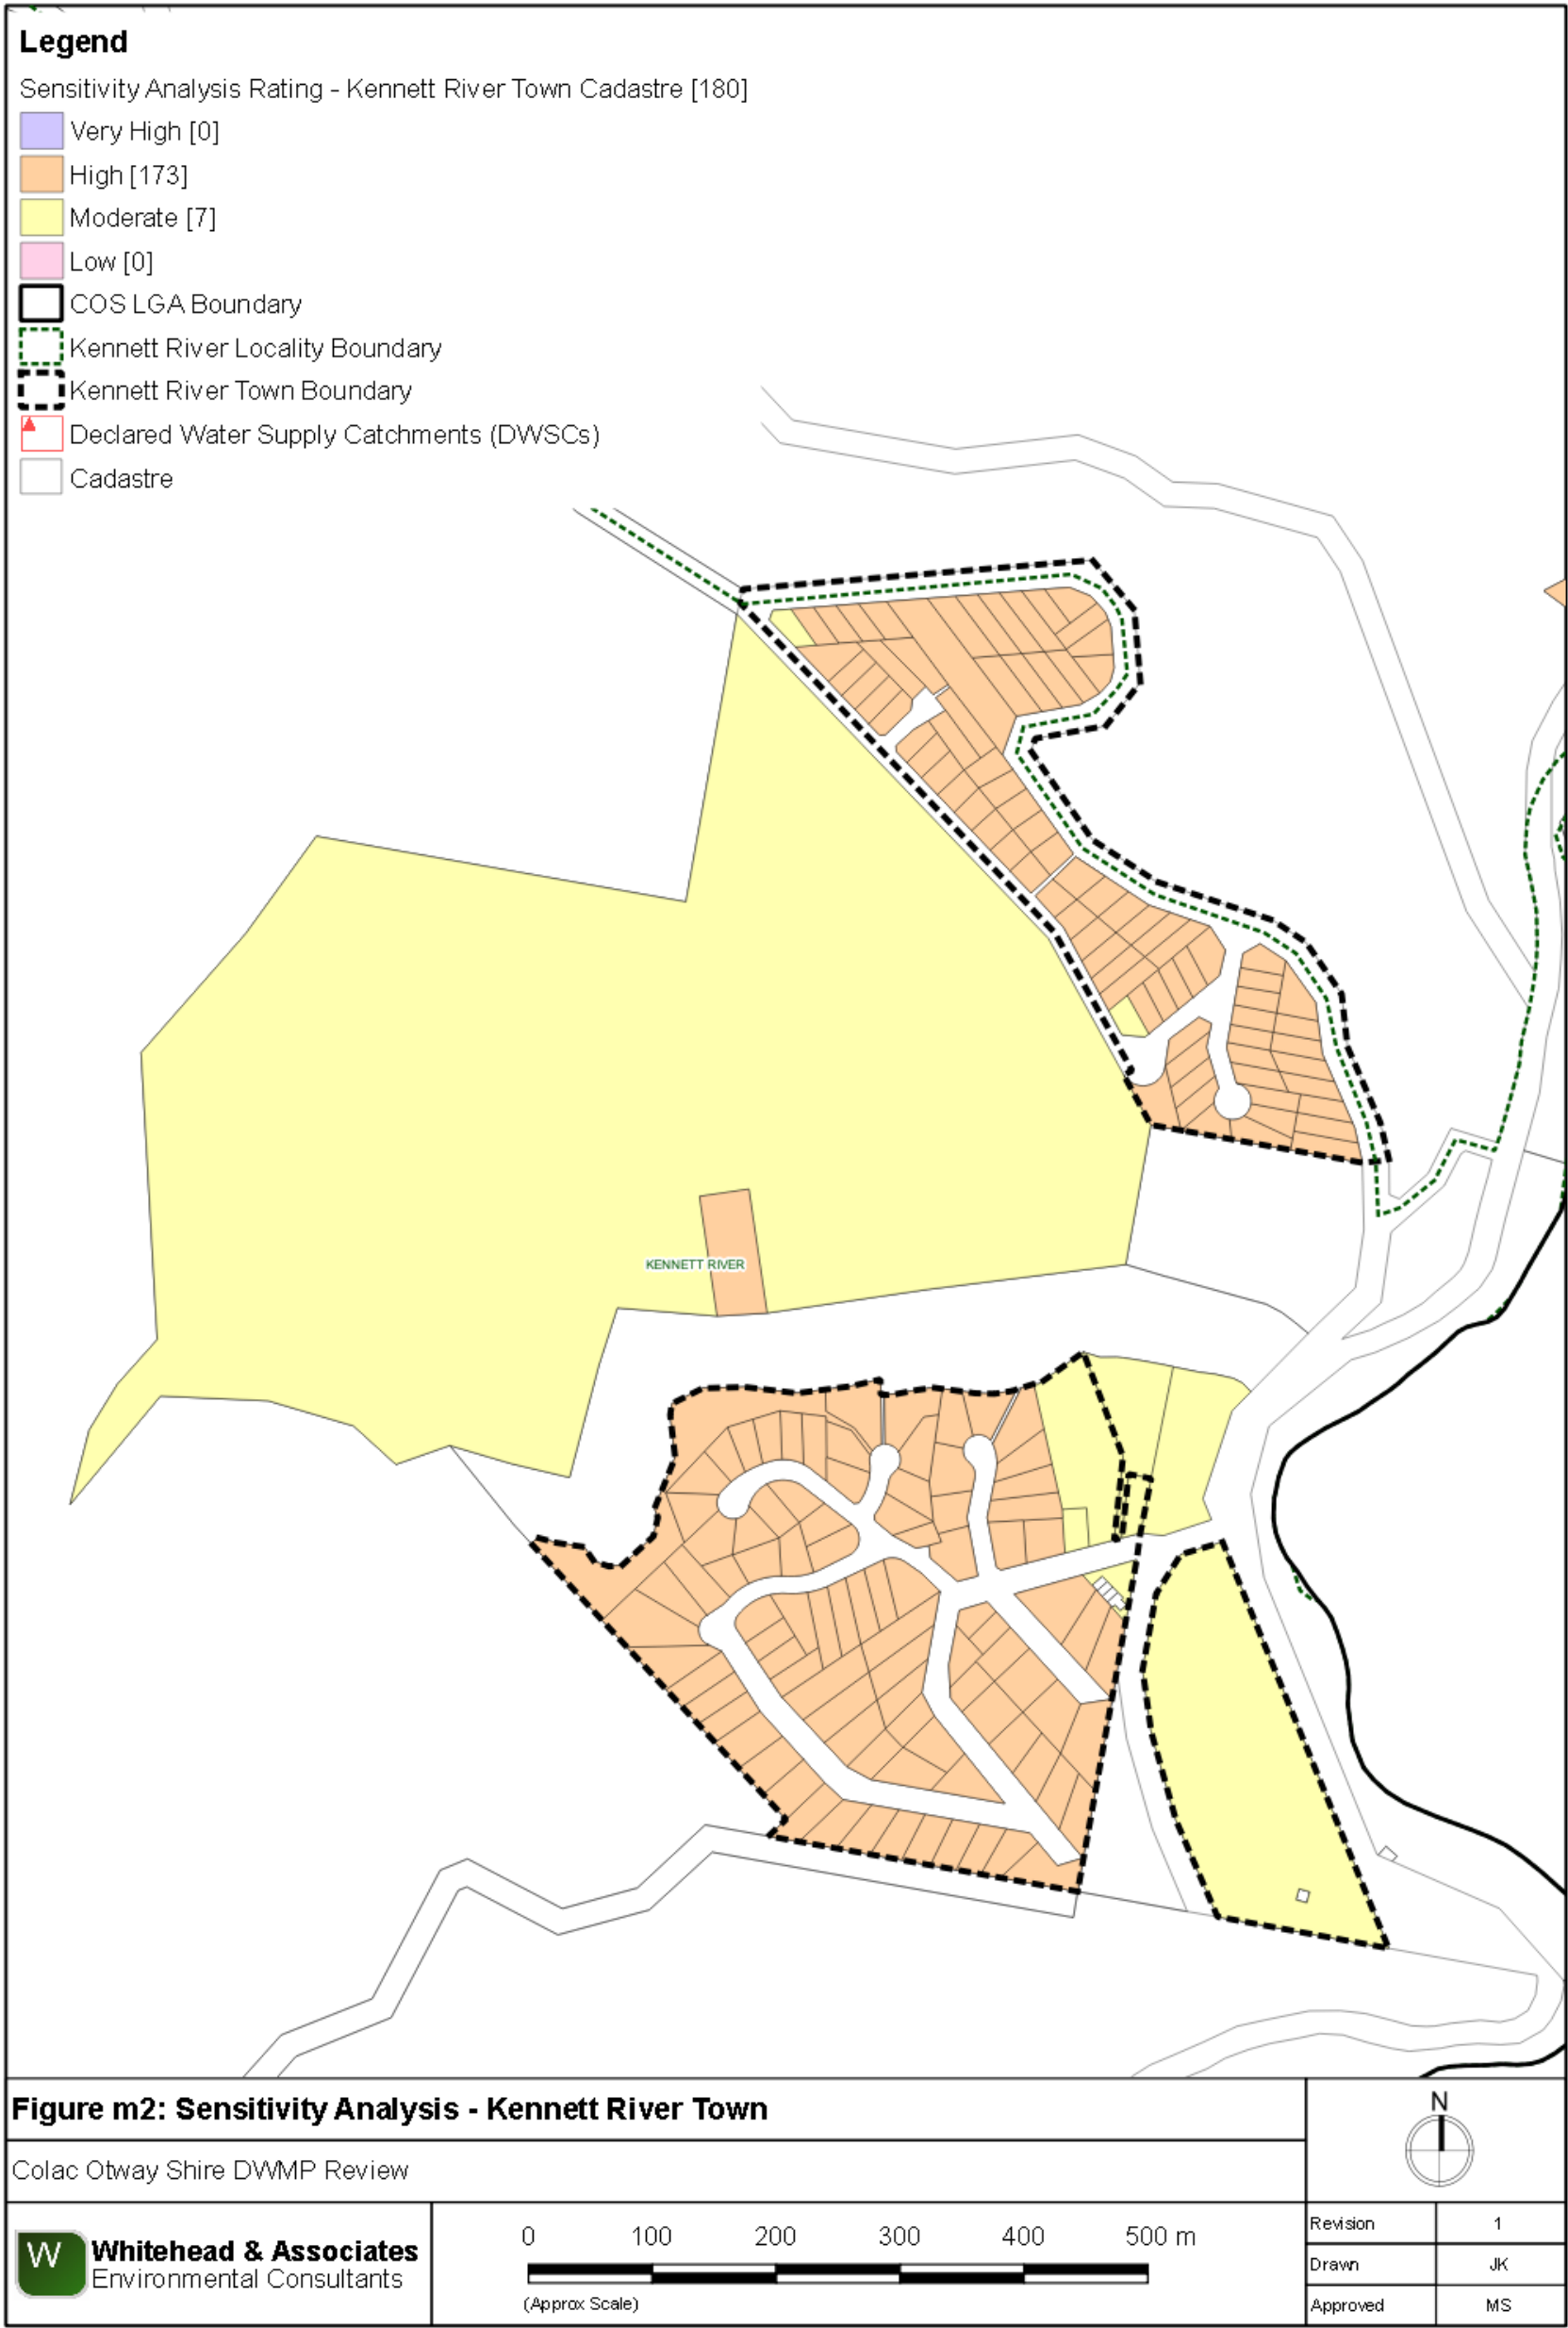 Legend
Sensitivity Analysis Rating - Kennett River Town Cadastre [180]
Very High [0]
High [173]
Moderate [7]
Low [0]
COS LGA Boundary
Kennett River Locality Boundary
Kennett River Town Boundary
Declared Water Supply Catchments (DWSCs)
Cadastre
KENNETT RIVER
Figure m2: Sensitivity Analysis - Kennett River Town
N
Colac Otway Shire DWMP Review
W
Whitehead & Associates
Environmental Consultants
0 100 200 300 400 500 m
(Approx Scale)
Revision 1
Drawn JK
Approved MS